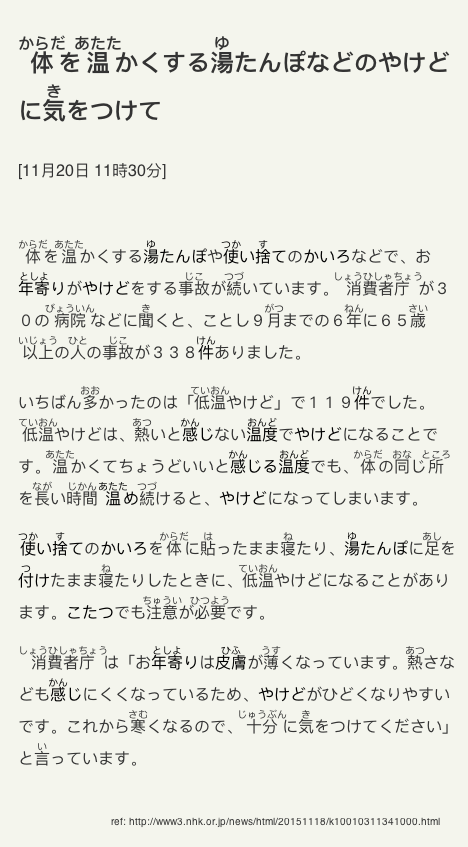 体を温かくする湯たんぽなどのやけど
に気をつけて
[11月20日 11時30分]
体を温かくする湯たんぽや使い捨てのかいろなどで、お
年寄りがやけどをする事故が続いています。消費者庁が３
０の病院などに聞くと、ことし９月までの６年に６５歳
以上の人の事故が３３８件ありました。
いちばん多かったのは「低温やけど」で１１９件でした。
低温やけどは、熱いと感じない温度でやけどになることで
す。温かくてちょうどいいと感じる温度でも、体の同じ所
を長い時間温め続けると、やけどになってしまいます。
使い捨てのかいろを体に貼ったまま寝たり、湯たんぽに足を
付けたまま寝たりしたときに、低温やけどになることがあり
ます。こたつでも注意が必要です。
消費者庁は「お年寄りは皮膚が薄くなっています。熱さな
ども感じにくくなっているため、やけどがひどくなりやすい
です。これから寒くなるので、十分に気をつけてください」
と言っています。
ref: http://www3.nhk.or.jp/news/html/20151118/k10010311341000.html